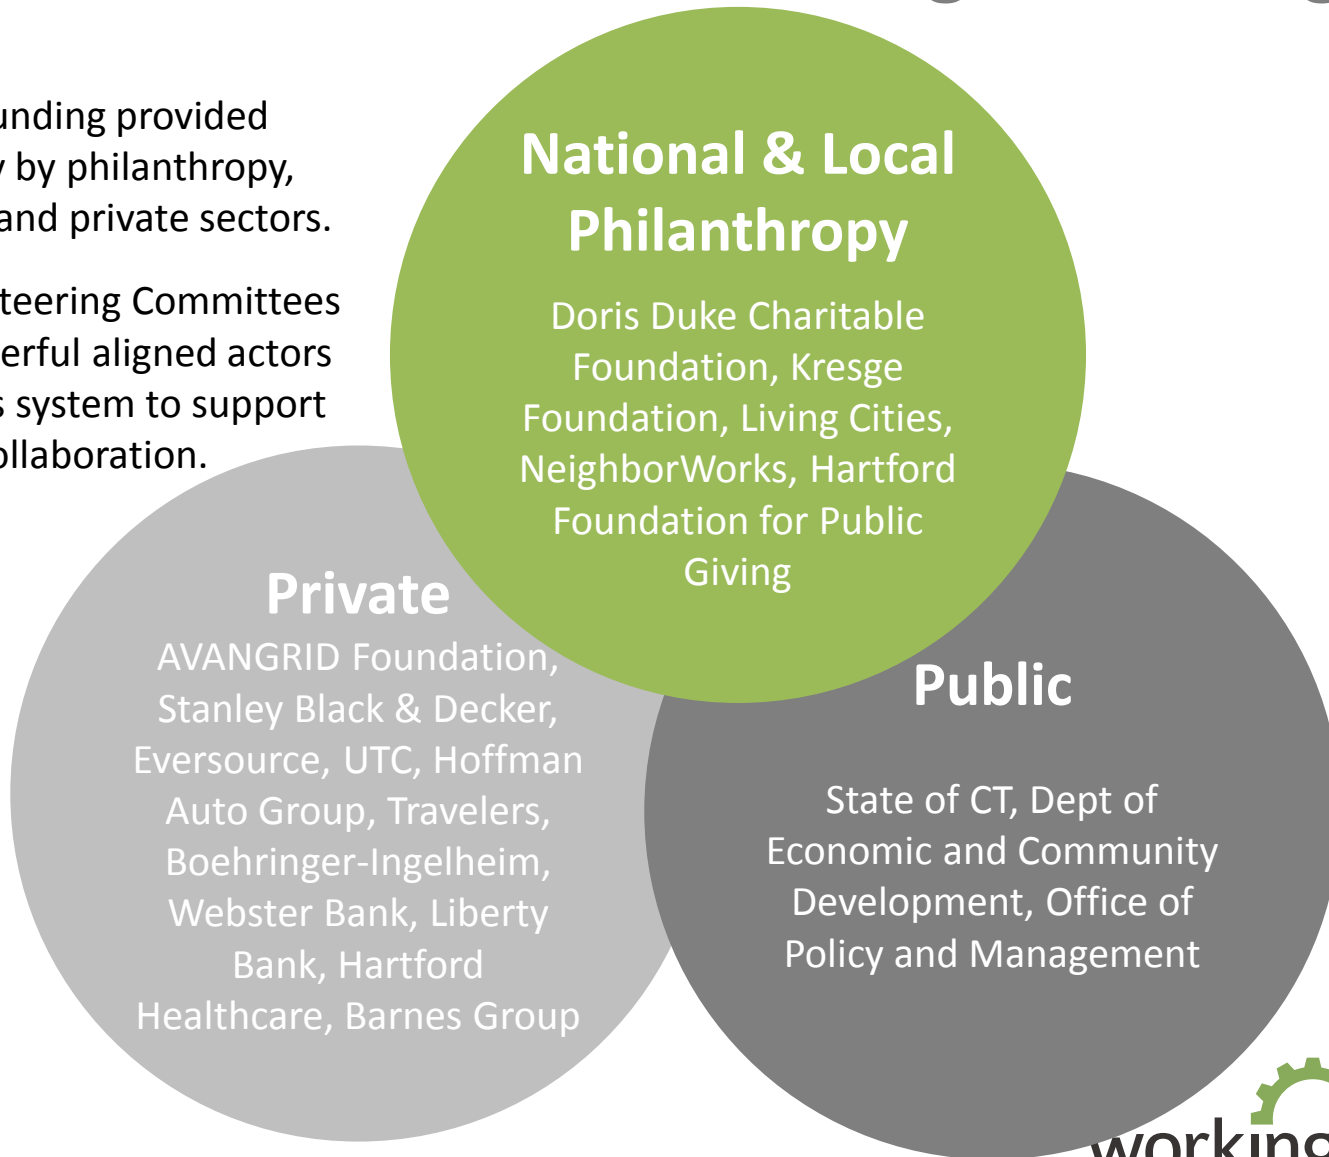 unding provided
y by philanthropy,
and private sectors.
teering Committees
erful aligned actors
s system to support
ollaboration.
National & Local
Philanthropy
Doris Duke Charitable
Foundation, Kresge
Foundation, Living Cities,
NeighborWorks, Hartford
Foundation for Public
Giving
Private
AVANGRID Foundation,
Stanley Black & Decker,
Eversource, UTC, Hoffman
Auto Group, Travelers,
Boehringer-Ingelheim,
Webster Bank, Liberty
Bank, Hartford
Healthcare, Barnes Group
Public
State of CT, Dept of
Economic and Community
Development, Office of
Policy and Management
working